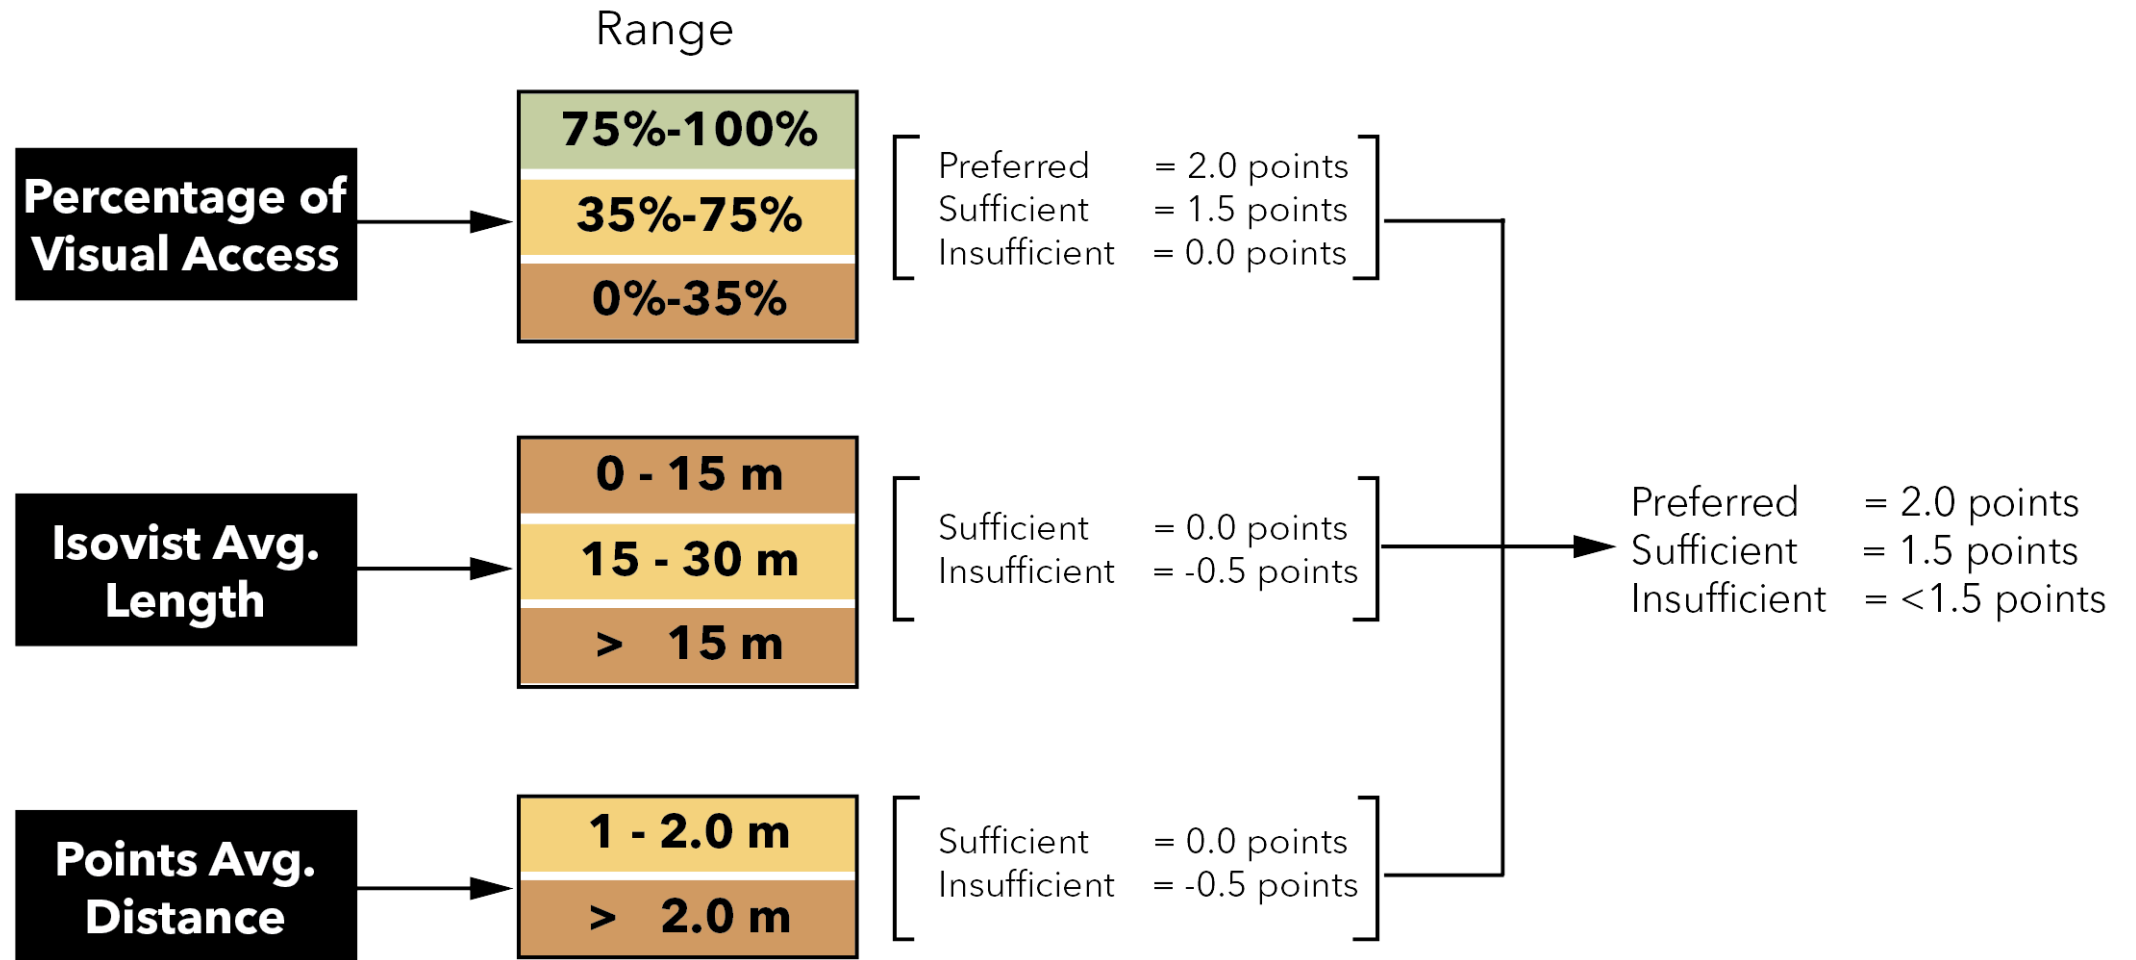 Range
Percentage of
Visual Access
75%-100%
35%-75%
0%-35%
Preferred = 2.0 points
Sufficient = 1.5 points
Insufficient = 0.0 points
Isovist Avg.
Length
0 - 15 m
15 - 30 m
> 15 m
Sufficient = 0.0 points
Insufficient = -0.5 points
Points Avg.
Distance
1 - 2.0 m
> 2.0 m
Sufficient = 0.0 points
Insufficient = -0.5 points
Preferred = 2.0 points
Sufficient = 1.5 points
Insufficient = <1.5 points